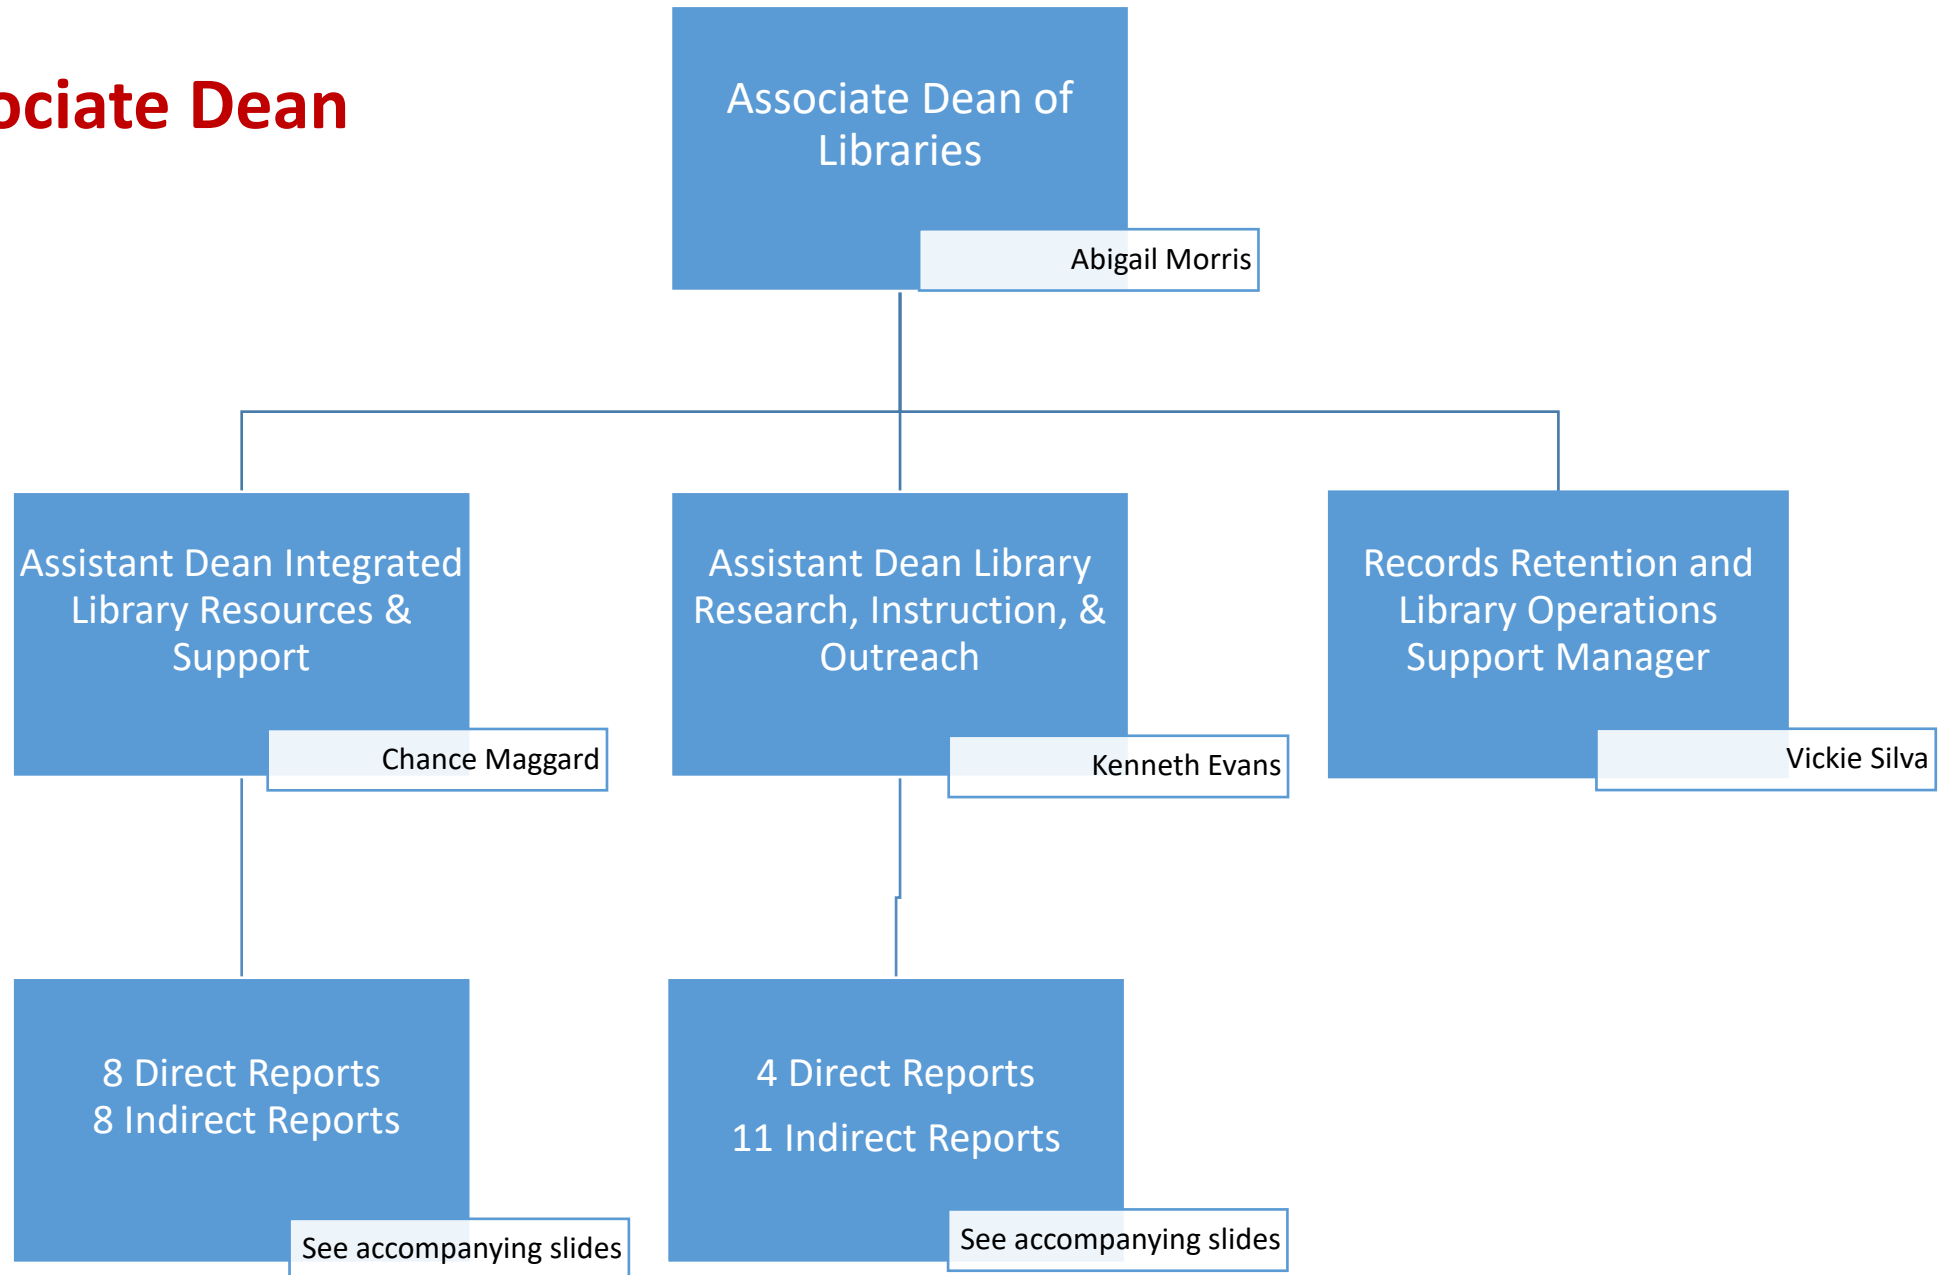 ociate Dean
Associate Dean of
Libraries
Abigail Morris
Assistant Dean Integrated
Library Resources &
Support
Chance Maggard
Assistant Dean Library
Research, Instruction, &
Outreach
Kenneth Evans
Records Retention and
Library Operations
Support Manager
Vickie Silva
8 Direct Reports
8 Indirect Reports
See accompanying slides
4 Direct Reports
11 Indirect Reports
See accompanying slides